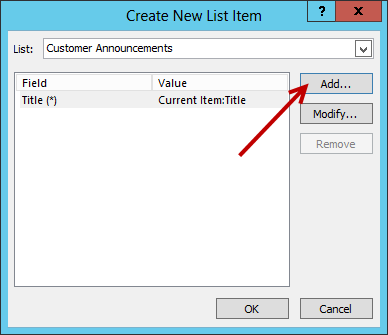 Create New List Item
? X
List: Customer Announcements
Field Value
Title (*) Current Item:Title
Add...
Modify...
Remove
OK Cancel